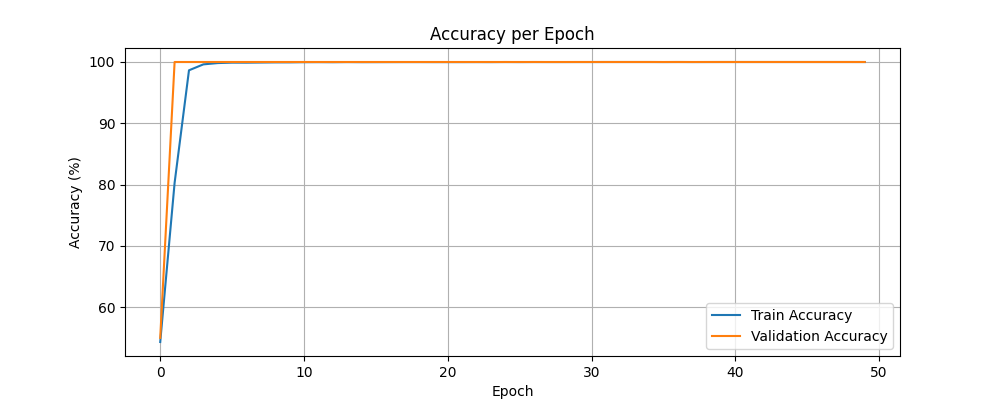 Accuracy per Epoch
100
90
80
70
60
Accuracy (%)
0 10 20 30 40 50
Epoch
Train Accuracy
Validation Accuracy